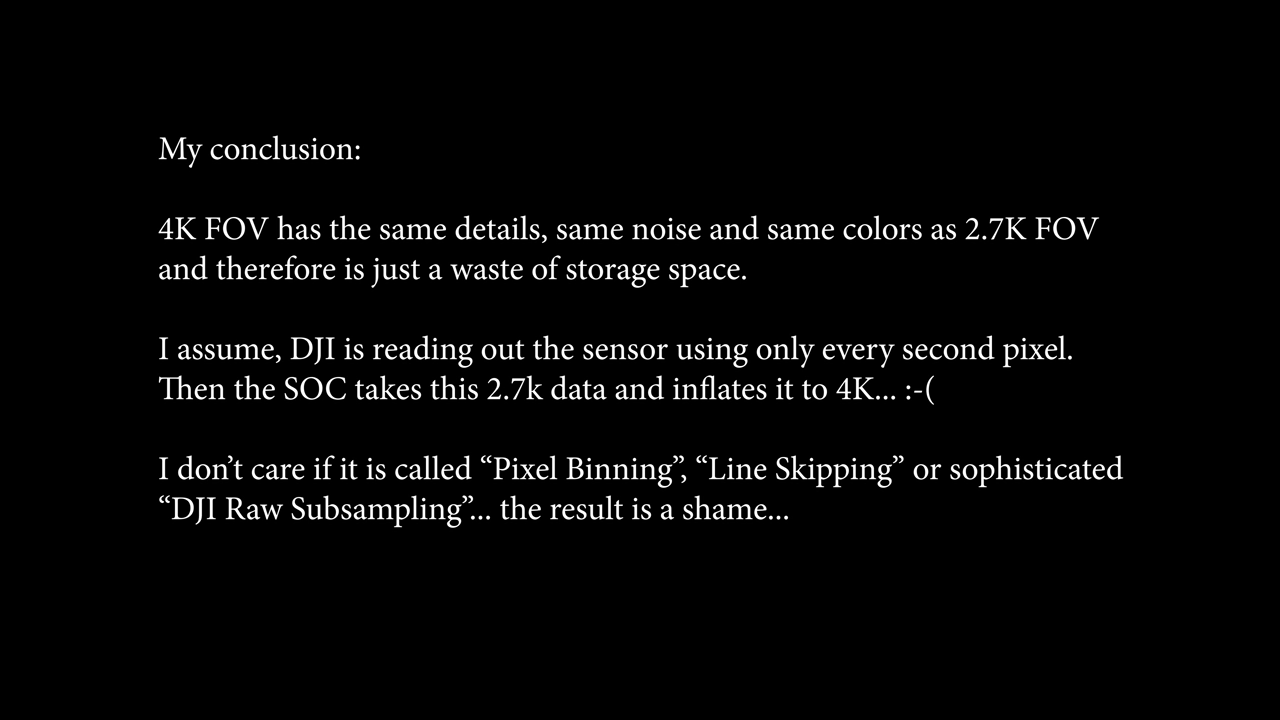 My conclusion:
4K FOV has the same details, same noise and same colors as 2.7K FOV
and therefore is just a waste of storage space.
I assume, DJI is reading out the sensor using only every second pixel.
Then the SOC takes this 2.7k data and inflates it to 4K... :-(
I don’t care if it is called “Pixel Binning”, “Line Skipping” or sophisticated
“DJI Raw Subsampling”... the result is a shame...